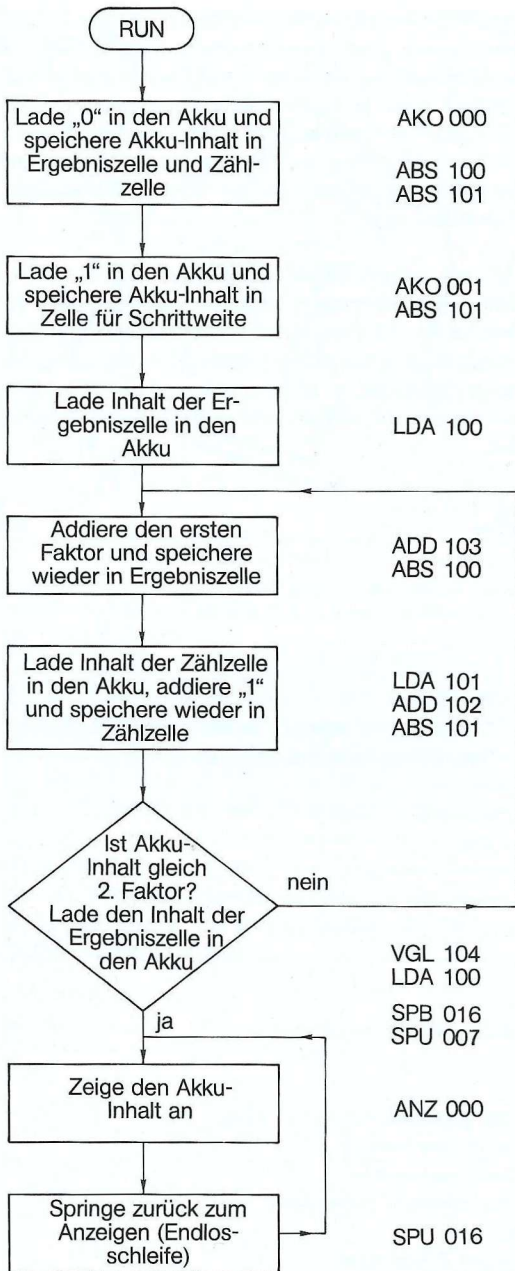 RUN
Lade „0“ in den Akku und
speichere Akku-Inhalt in
Ergebniszelle und Zähl-
zelle
AKO 000
ABS 100
ABS 101
Lade „1“ in den Akku und
speichere Akku-Inhalt in
Zelle für Schrittweite
AKO 001
ABS 101
Lade Inhalt der Er-
gebniszelle in den
Akku
LDA 100
Addiere den ersten
Faktor und speichere
wieder in Ergebniszelle
ADD 103
ABS 100
Lade Inhalt der Zählzelle
in den Akku, addiere „1“
und speichere wieder in
Zählzelle
LDA 101
ADD 102
ABS 101
Ist Akku-
Inhalt gleich
2. Faktor?
Lade den Inhalt der
Ergebniszelle in
den Akku
nein
VGL 104
LDA 100
SPB 016
SPU 007
ja
Zeige den Akku-
Inhalt an
ANZ 000
Springe zurück zum
Anzeigen (Endlos-
schleife)
SPU 016